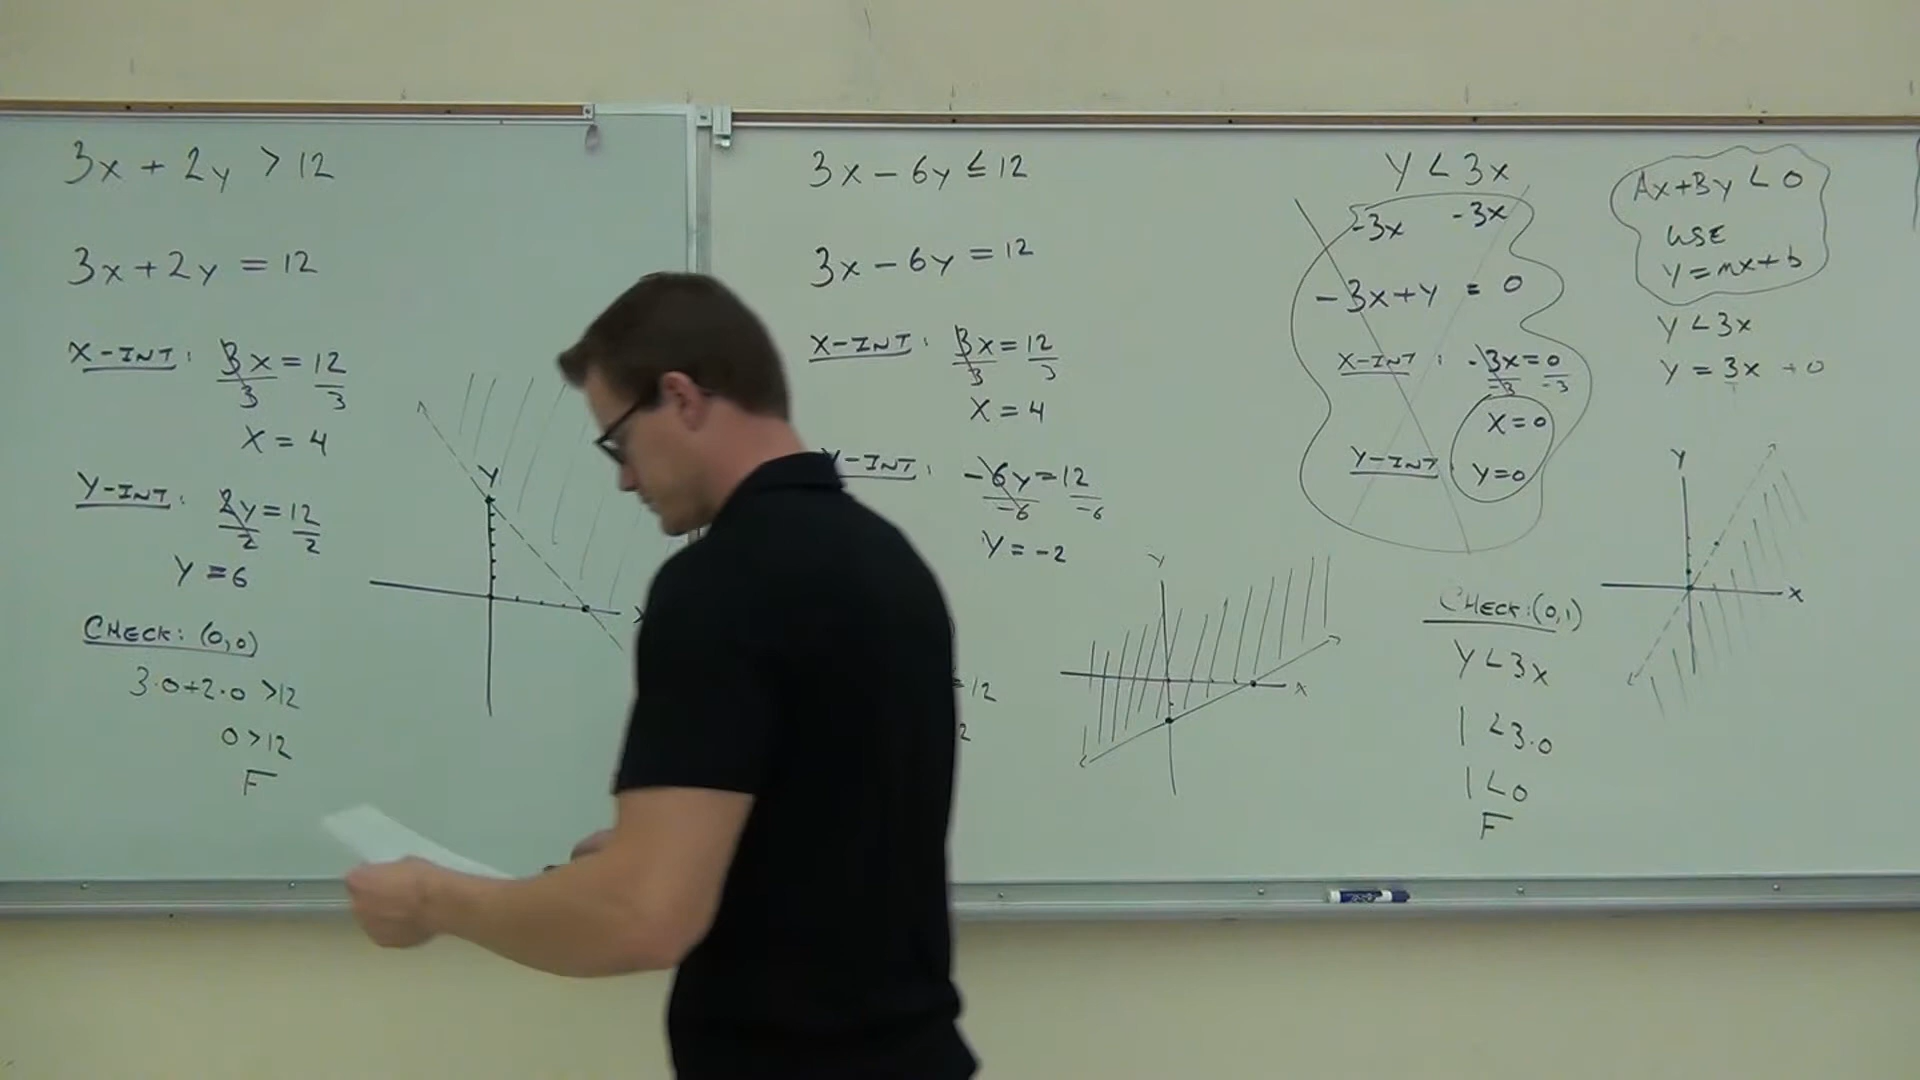 3x + 2y > 12
3x + 2y = 12
X-INT: 3x = 12
3 3
X = 4
Y-INT: 2y = 12
2 2
Y = 6
CHECK: (0,0)
3·0+2·0 >12
0 >12
F
Y
3x - 6y ≤ 12
3x - 6y = 12
X-INT: 3x = 12
3 3
X = 4
Y-INT: -6y = 12
-6 -6
Y = -2
= 12
2
Y
X
Y < 3x
-3x -3x
-3x+y = 0
X-INT: -3x = 0
-3 -3
X = 0
Y-INT Y=0
CHECK: (0,1)
Y < 3x
1 < 3·0
1 < 0
F
Ax+By < 0
USE
Y = mx+b
Y < 3x
Y = 3x + 0
Y
X